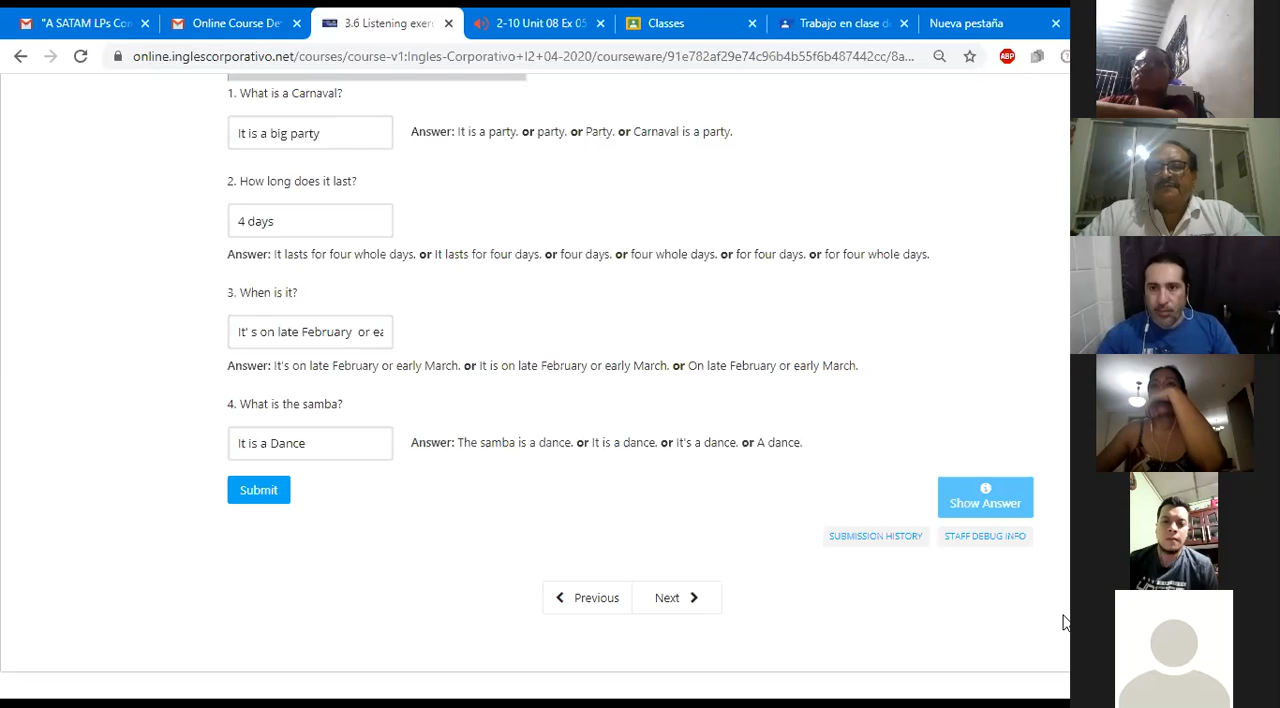 "A SATAM LPs Cor
Online Course De
3.6 Listening exerc
2-10 Unit 08 Ex 05
Classes
Trabajo en clase d
Nueva pestaña
online.inglescorporativo.net/courses/course-v1:Ingles-Corporativo+I2+04-2020/courseware/91e782af29e74c96b4b55f6b487442cc/8a...
ABP
1. What is a Carnaval?
It is a big party
Answer: It is a party. or party. or Party. or Carnaval is a party.
2. How long does it last?
4 days
Answer: It lasts for four whole days. or It lasts for four days. or four days. or four whole days. or for four days. or for four whole days.
3. When is it?
It' s on late February or ea
Answer: It's on late February or early March. or It is on late February or early March. or On late February or early March.
4. What is the samba?
It is a Dance
Answer: The samba is a dance. or It is a dance. or It's a dance. or A dance.
Submit
Show Answer
SUBMISSION HISTORY
STAFF DEBUG INFO
Previous
Next